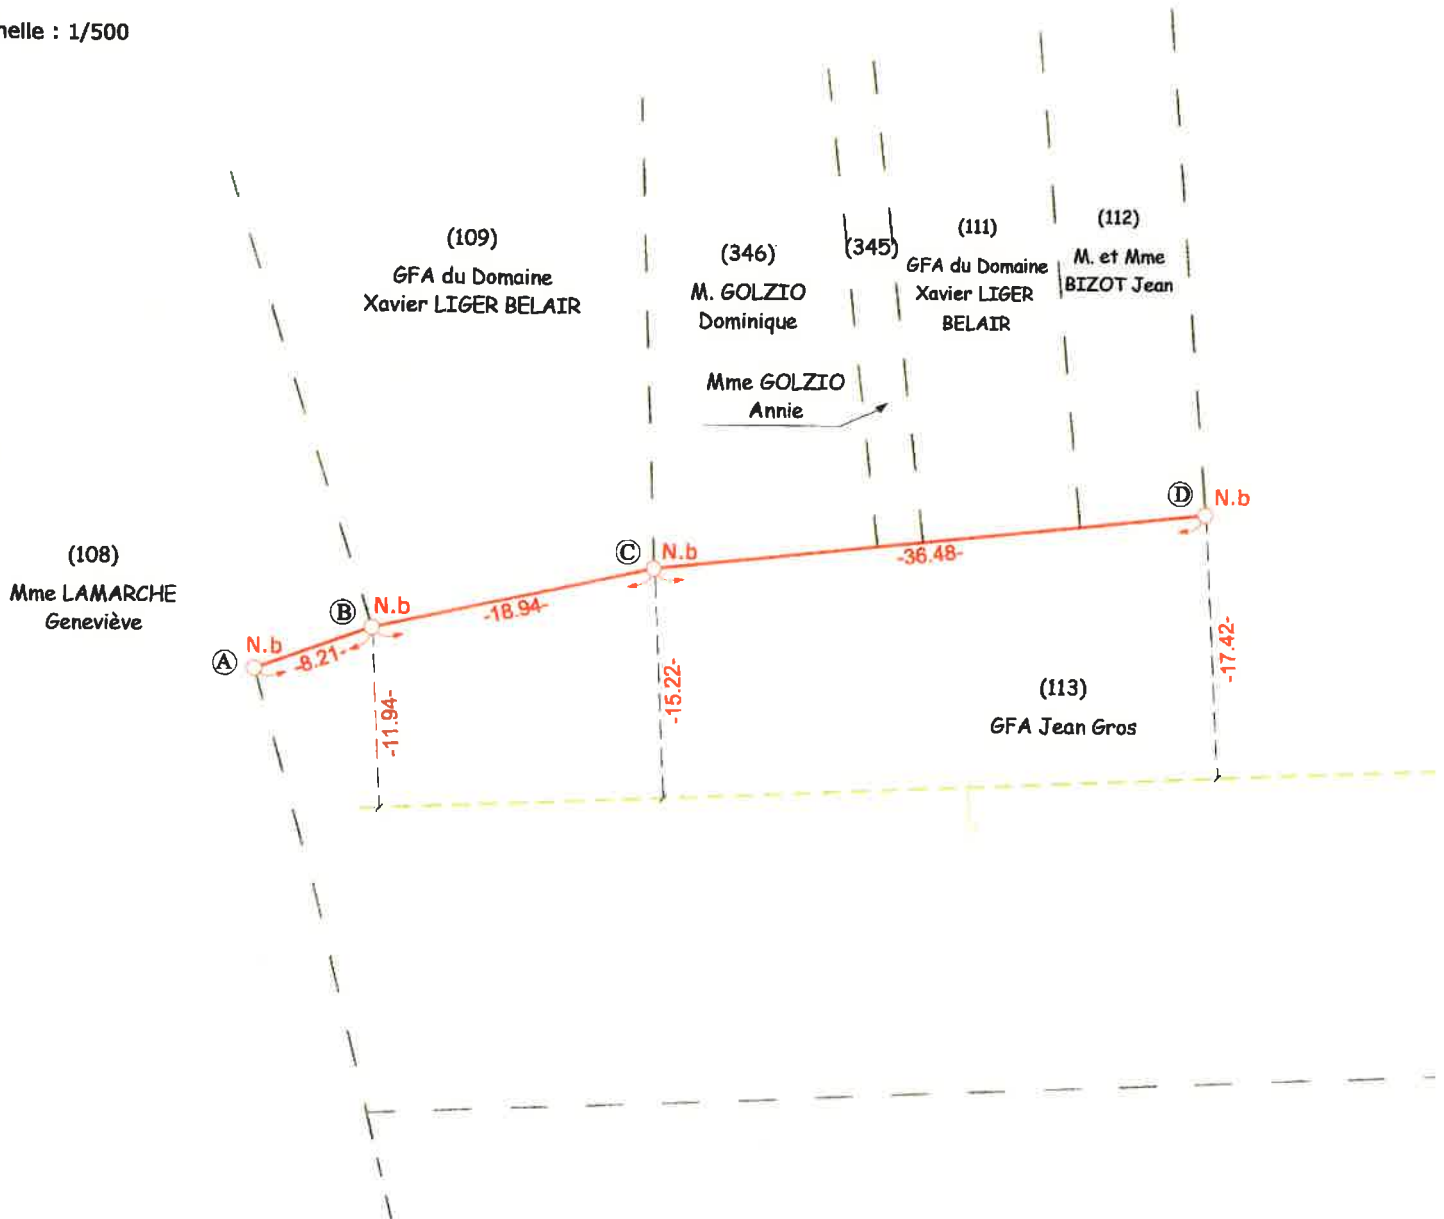 elle : 1/500
(109)
GFA du Domaine
Xavier LIGER BELAIR
(346)
M. GOLZIO
Dominique
(345)
(111)
GFA du Domaine
Xavier LIGER
BELAIR
(112)
M. et Mme
BIZOT Jean
Mme GOLZIO
Annie
(108)
Mme LAMARCHE
Geneviève
A N.b
-8.21-
B N.b
-18.94-
C N.b
-36.48-
D N.b
-11.94-
-15.22-
-17.42-
(113)
GFA Jean Gros